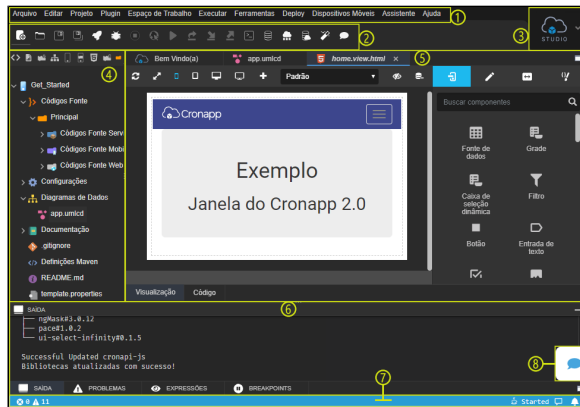 Arquivo Editar Projeto Plugin Espaço de Trabalho Executar Ferramentas Deploy Dispositivos Móveis Assistente Ajuda
1
2
3
STUDIO
4
Get_Started
Códigos Fonte
Principal
Códigos Fonte Serv
Códigos Fonte Mobi
Códigos Fonte Web
Configurações
Diagramas de Dados
app.umlcd
Documentação
.gitignore
Definições Maven
README.md
template.properties
Bem Vindo(a)
app.umlcd
home.view.html ×
5
Padrão
Cronapp
Exemplo
Janela do Cronapp 2.0
Visualização
Código
Buscar componentes
Fonte de dados
Grade
Caixa de seleção dinâmica
Filtro
Botão
Entrada de texto
SAÍDA
6
ngMask#3.0.12
pace#1.0.2
ui-select-infinity#0.1.5
Successful Updated cronapi-js
Bibliotecas atualizadas com sucesso!
8
SAÍDA
PROBLEMAS
EXPRESSÕES
BREAKPOINTS
7
0 11
Started